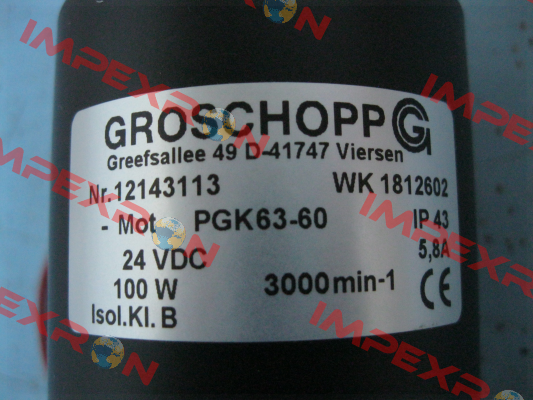 GROSCHOPP G
Greefsallee 49 D-41747 Viersen
Nr. 12143113 WK 1812602
- Mot PGK63-60 IP 43
24 VDC 5,8A
100 W 3000min-1 CE
Isol.Kl. B
IMPEXRON
IMPEXRON
IMPEXRON
IMPEXRON
IMPEXRON